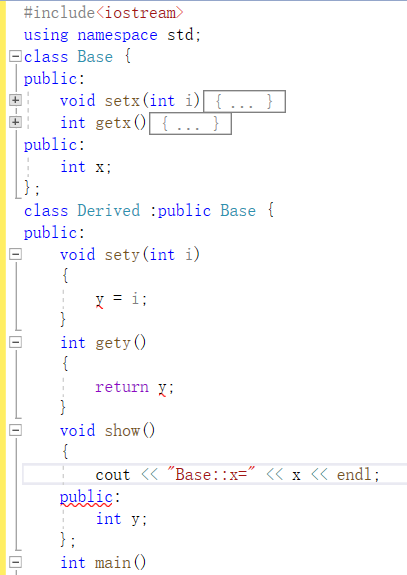 #include<iostream>
using namespace std;
class Base {
public:
void setx(int i){ ... }
int getx(){ ... }
public:
int x;
};
class Derived :public Base {
public:
void sety(int i)
{
y = i;
}
int gety()
{
return y;
}
void show()
{
cout << "Base::x=" << x << endl;
public:
int y;
};
int main()